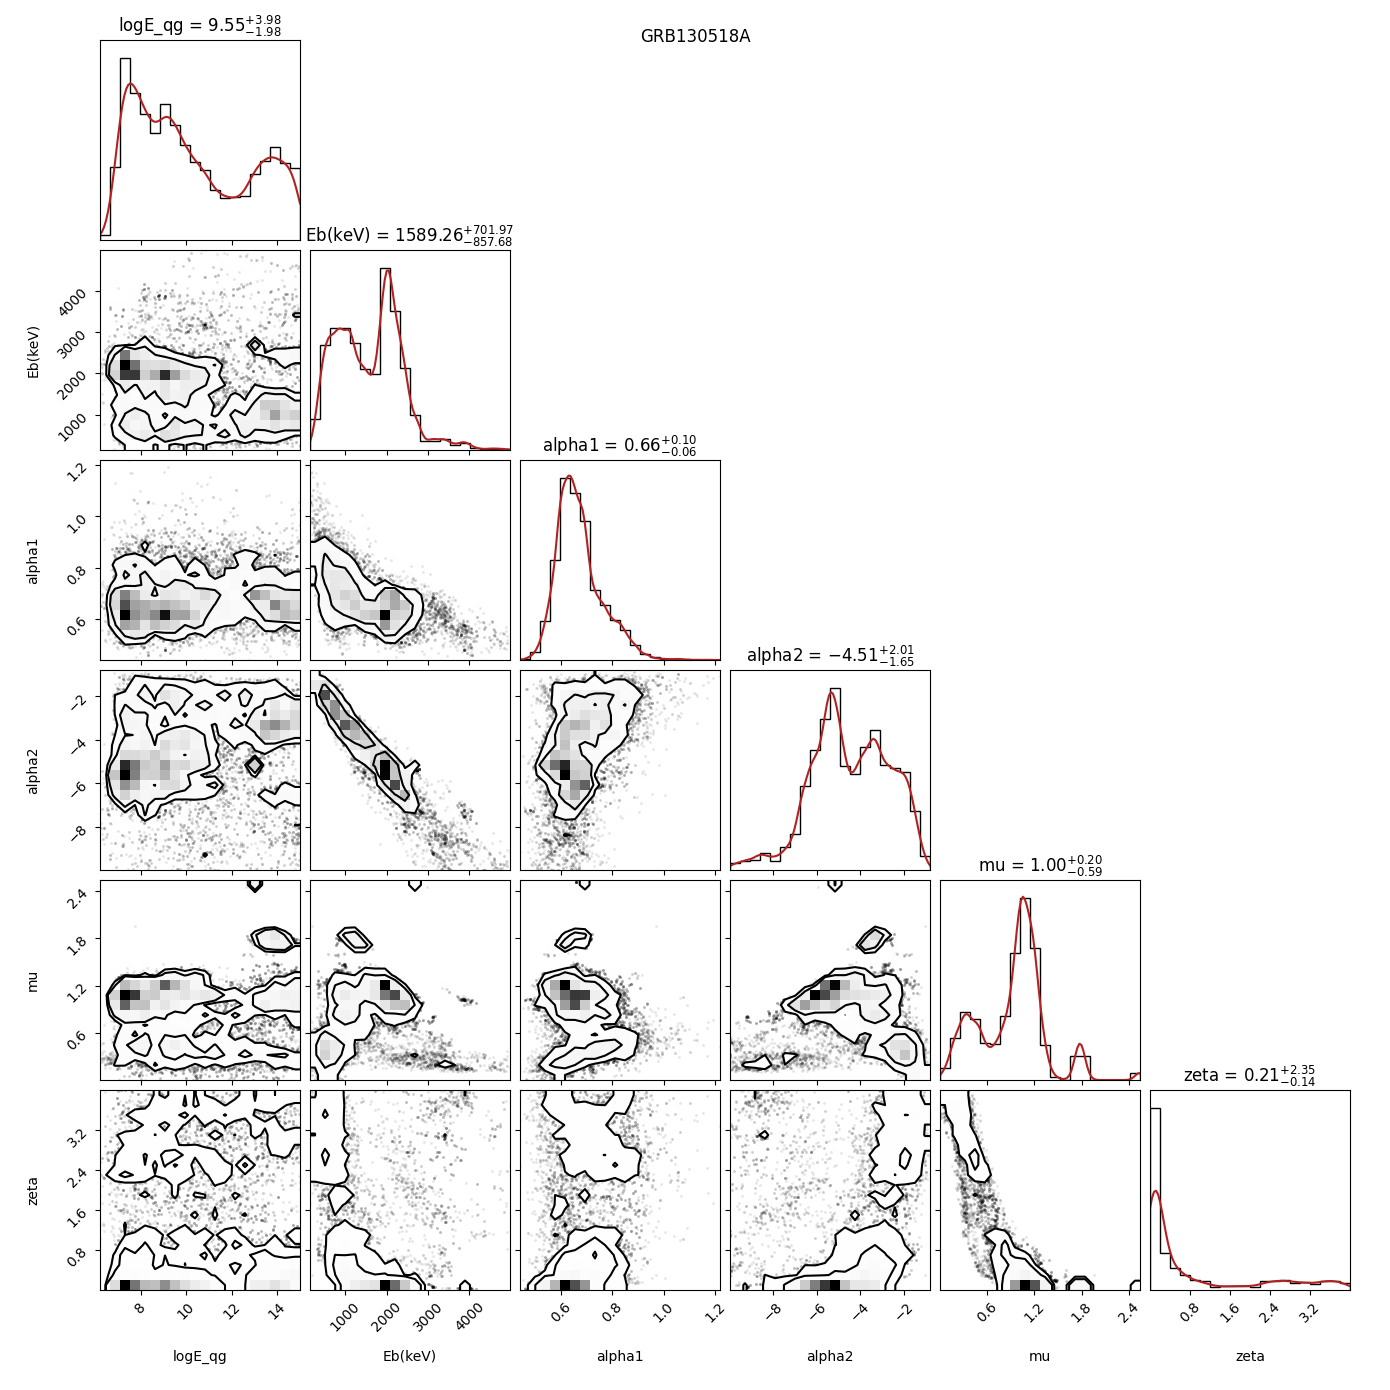 logE_qg = 9.55+3.98 −1.98
GRB130518A
Eb(keV) = 1589.26+701.97 −857.68
Eb(keV)
4000
3000
2000
1000
alpha1 = 0.66+0.10 −0.06
alpha1
1.2
1.0
0.8
0.6
alpha2 = −4.51+2.01 −1.65
alpha2
−2
−4
−6
−8
mu = 1.00+0.20 −0.59
mu
2.4
1.8
1.2
0.6
zeta = 0.21+2.35 −0.14
zeta
3.2
2.4
1.6
0.8
8 10 12 14 1000 2000 3000 4000 0.6 0.8 1.0 1.2 −8 −6 −4 −2 0.6 1.2 1.8 2.4 0.8 1.6 2.4 3.2
logE_qg Eb(keV) alpha1 alpha2 mu zeta